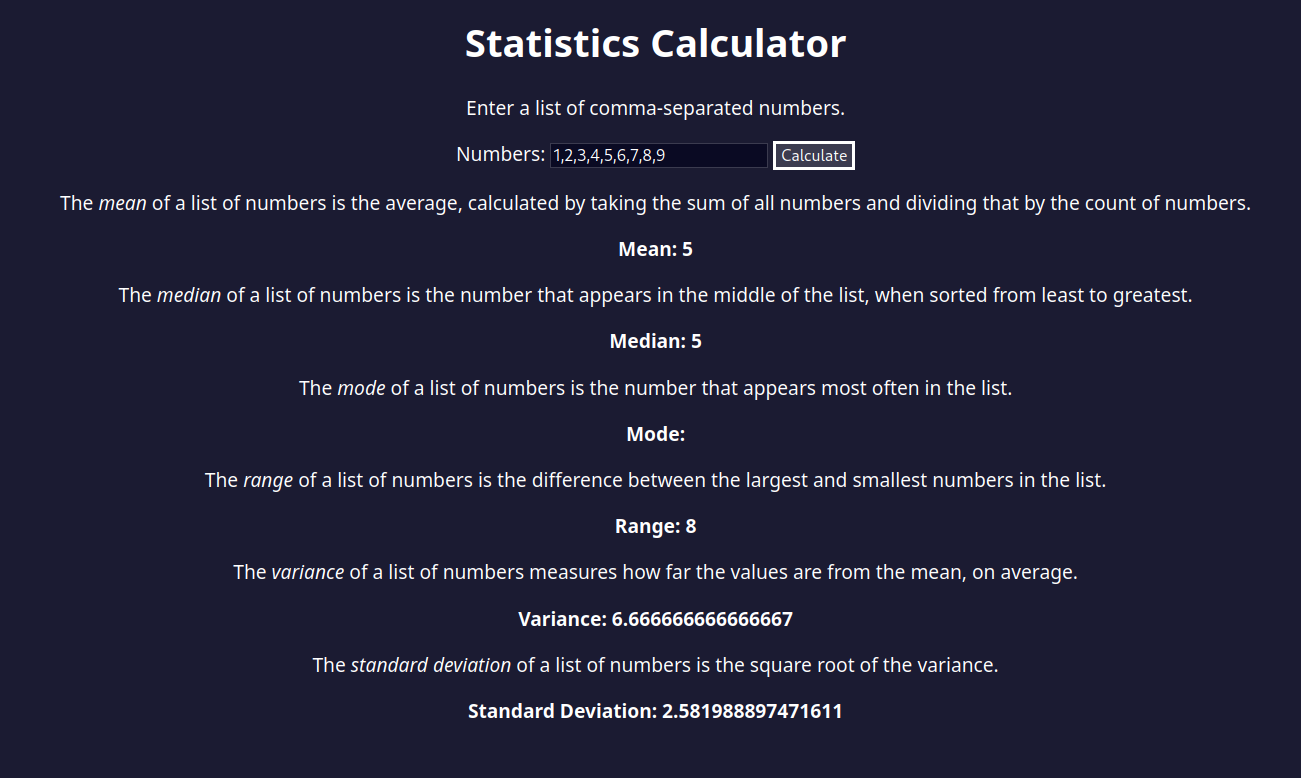 Statistics Calculator
Enter a list of comma-separated numbers.
Numbers: 1,2,3,4,5,6,7,8,9 Calculate
The mean of a list of numbers is the average, calculated by taking the sum of all numbers and dividing that by the count of numbers.
Mean: 5
The median of a list of numbers is the number that appears in the middle of the list, when sorted from least to greatest.
Median: 5
The mode of a list of numbers is the number that appears most often in the list.
Mode:
The range of a list of numbers is the difference between the largest and smallest numbers in the list.
Range: 8
The variance of a list of numbers measures how far the values are from the mean, on average.
Variance: 6.666666666666667
The standard deviation of a list of numbers is the square root of the variance.
Standard Deviation: 2.581988897471611